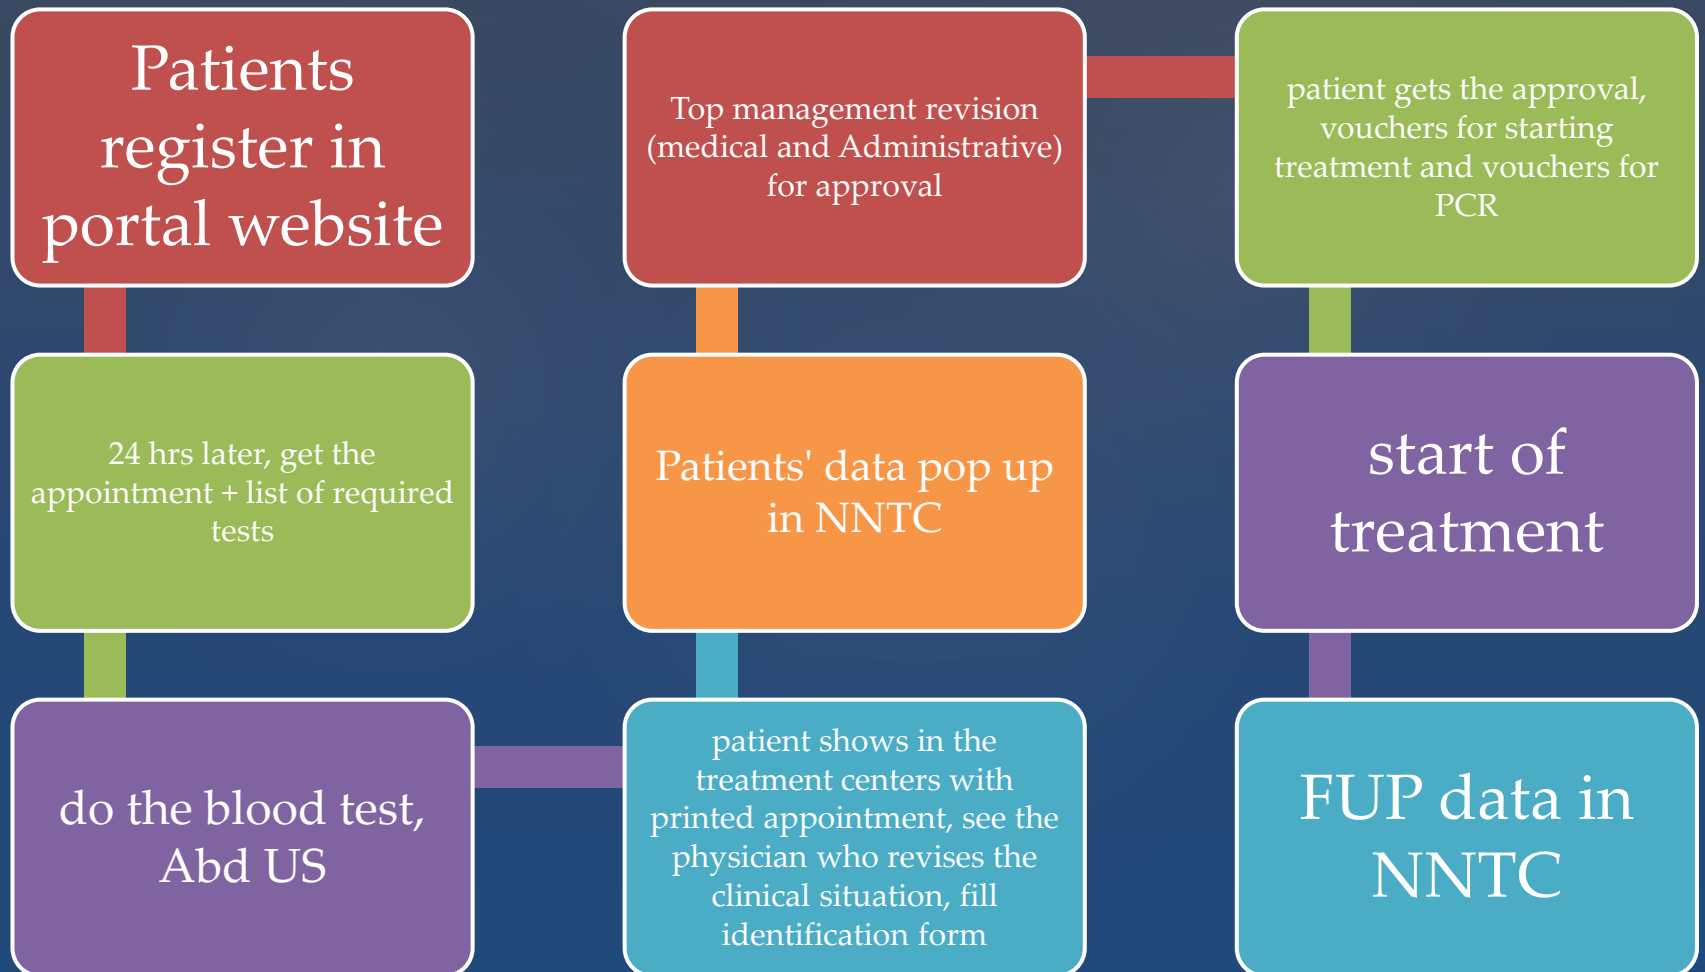 Patients
register in
portal website
24 hrs later, get the
appointment + list of required
tests
do the blood test,
Abd US
patient shows in the
treatment centers with
printed appointment, see the
physician who revises the
clinical situation, fill
identification form
Patients' data pop up
in NNTC
Top management revision
(medical and Administrative)
for approval
patient gets the approval,
vouchers for starting
treatment and vouchers for
PCR
start of
treatment
FUP data in
NNTC